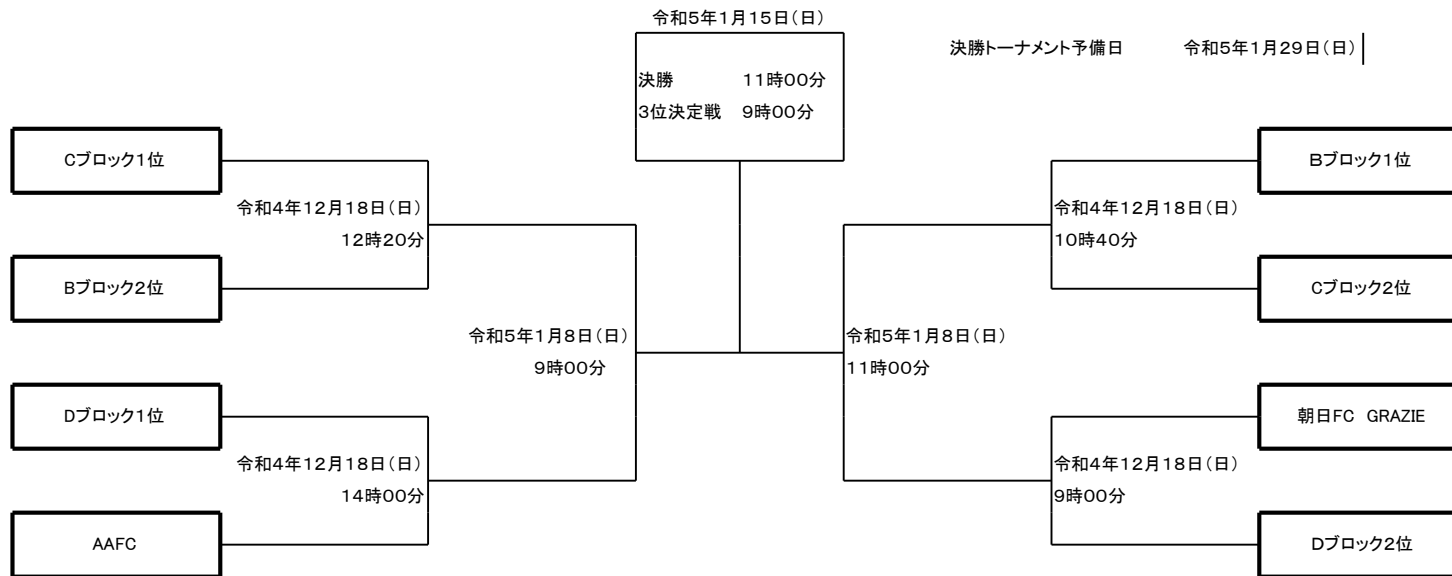 令和5年1月15日(日)
決勝トーナメント予備日 令和5年1月29日(日)
決勝 11時00分
3位決定戦 9時00分
Cブロック1位
Bブロック1位
令和4年12月18日(日)
12時20分
令和4年12月18日(日)
10時40分
Bブロック2位
Cブロック2位
令和5年1月8日(日)
9時00分
令和5年1月8日(日)
11時00分
Dブロック1位
朝日FC GRAZIE
令和4年12月18日(日)
14時00分
令和4年12月18日(日)
9時00分
AAFC
Dブロック2位